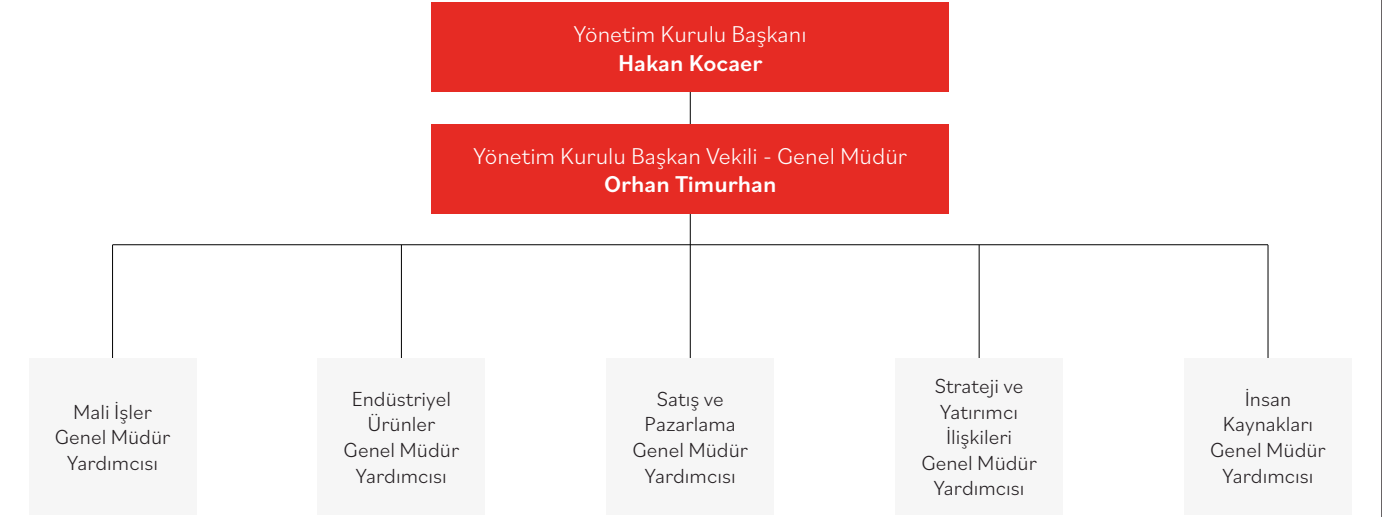 Yönetim Kurulu Başkanı
Hakan Kocaer
Yönetim Kurulu Başkan Vekili - Genel Müdür
Orhan Timurhan
Mali İşler
Genel Müdür
Yardımcısı
Endüstriyel
Ürünler
Genel Müdür
Yardımcısı
Satış ve
Pazarlama
Genel Müdür
Yardımcısı
Strateji ve
Yatırımcı
İlişkileri
Genel Müdür
Yardımcısı
İnsan
Kaynakları
Genel Müdür
Yardımcısı